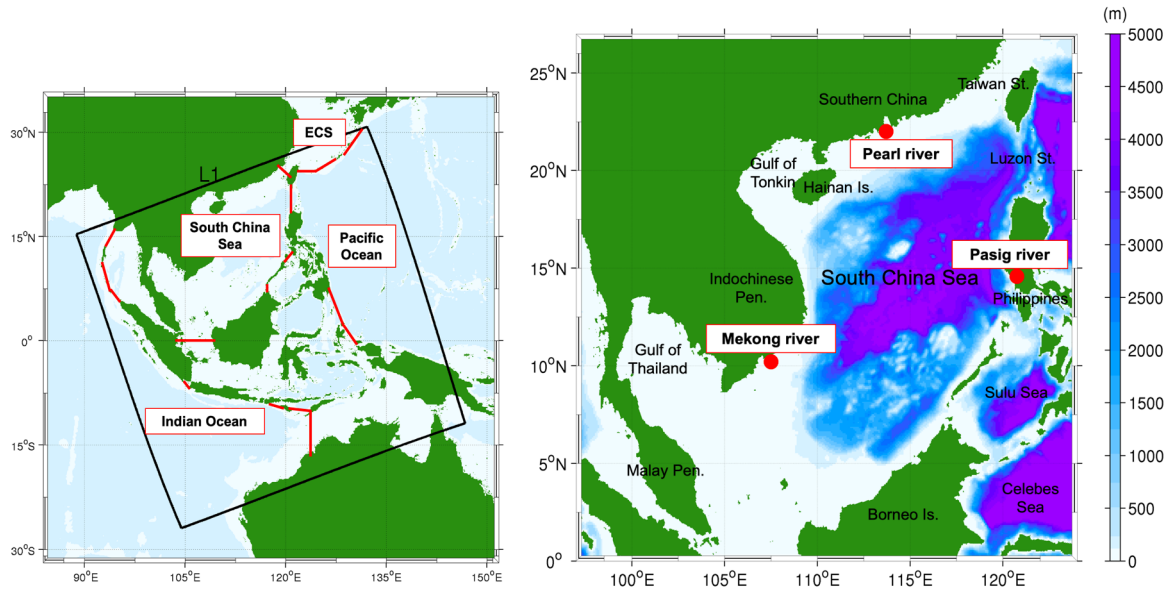 ECS
L1
South China
Sea
Pacific
Ocean
Indian Ocean
30°N
15°N
0°
15°S
30°S
90°E
105°E
120°E
135°E
150°E
(m)
25°N
20°N
15°N
10°N
5°N
0°
100°E
105°E
110°E
115°E
120°E
Taiwan St.
Southern China
Pearl river
Gulf of
Tonkin
Hainan Is.
Luzon St.
Pasig river
Indochinese
Pen.
South China Sea
Philippines
Mekong river
Gulf of
Thailand
Sulu Sea
Malay Pen.
Celebes
Sea
Borneo Is.
5000
4500
4000
3500
3000
2500
2000
1500
1000
500
0